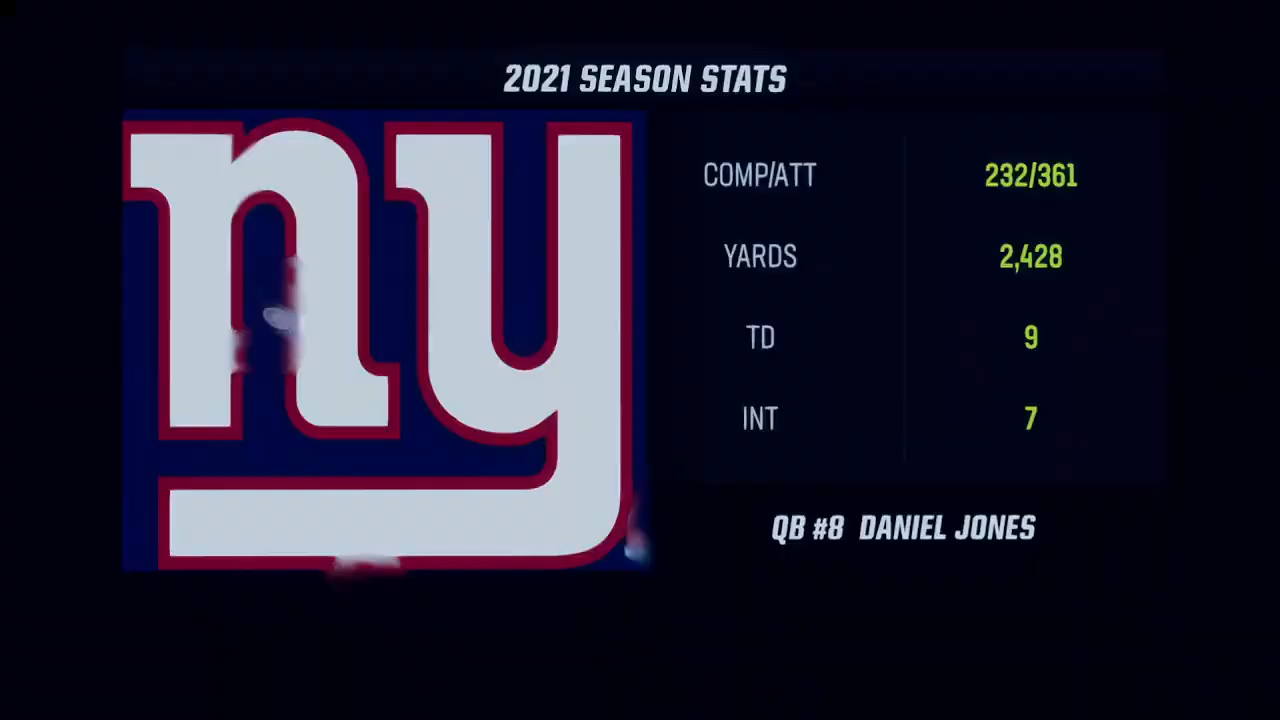 2021 SEASON STATS
ny
COMP/ATT 232/361
YARDS 2,428
TD 9
INT 7
QB #8 DANIEL JONES